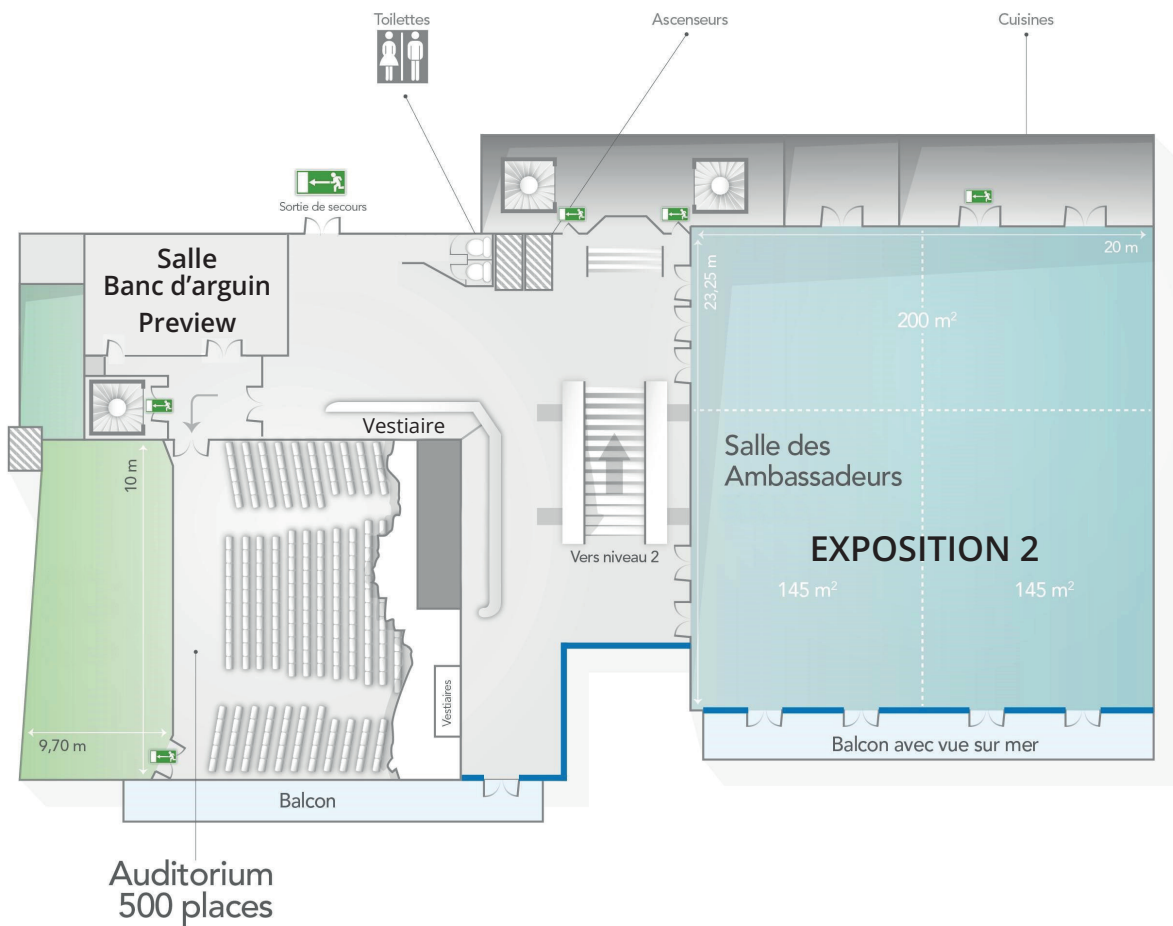 Toilettes
Ascenseurs
Cuisines
Sortie de secours
Salle
Banc d'arguin
Preview
20 m
23,25 m
200 m²
Vestiaire
10 m
Salle des
Ambassadeurs
EXPOSITION 2
Vers niveau 2
145 m²
145 m²
Vestiaires
9,70 m
Balcon avec vue sur mer
Balcon
Auditorium
500 places